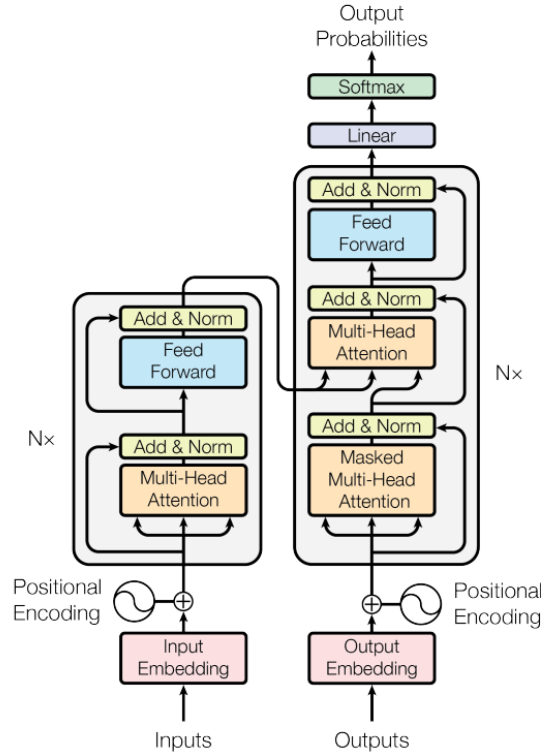 Output
Probabilities
Softmax
Linear
Add & Norm
Feed
Forward
Add & Norm
Multi-Head
Attention
Nx
Add & Norm
Masked
Multi-Head
Attention
Add & Norm
Feed
Forward
Nx
Add & Norm
Multi-Head
Attention
Positional
Encoding
Positional
Encoding
Input
Embedding
Output
Embedding
Inputs
Outputs